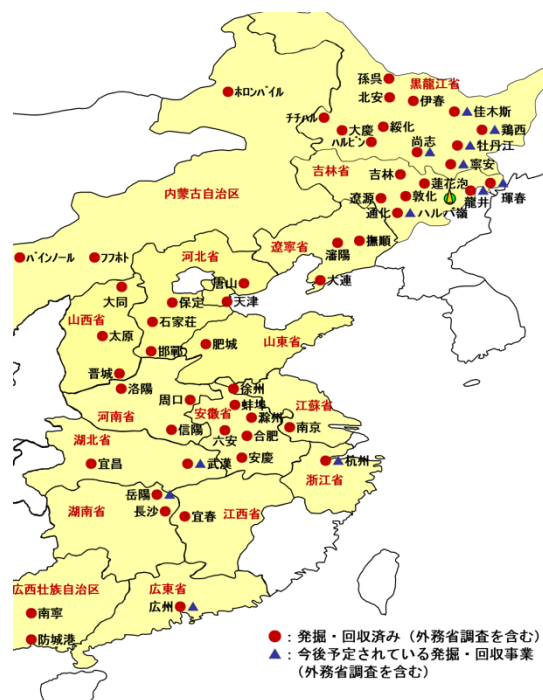 黒龍江省
孫呉
ホロンバイル
北安
伊春
佳木斯
チチハル
大慶
綏化
鶏西
ハルビン
牡丹江
尚志
寧安
吉林省
吉林
蓮花泡
内蒙古自治区
遼源
敦化
龍井
琿春
通化
ハルバ嶺
遼寧省
撫順
瀋陽
バインノール
フフホト
河北省
大連
唐山
大同
保定
天津
山西省
石家荘
太原
肥城
山東省
邯鄲
晋城
洛陽
周口
徐州
河南省
安徽省
蚌埠
江蘇省
滁州
信陽
六安
合肥
南京
湖北省
宜昌
武漢
安慶
杭州
浙江省
岳陽
湖南省
長沙
宜春
江西省
広西壮族自治区
広東省
南寧
広州
防城港
●:発掘・回収済み(外務省調査を含む)
▲:今後予定されている発掘・回収事業
(外務省調査を含む)